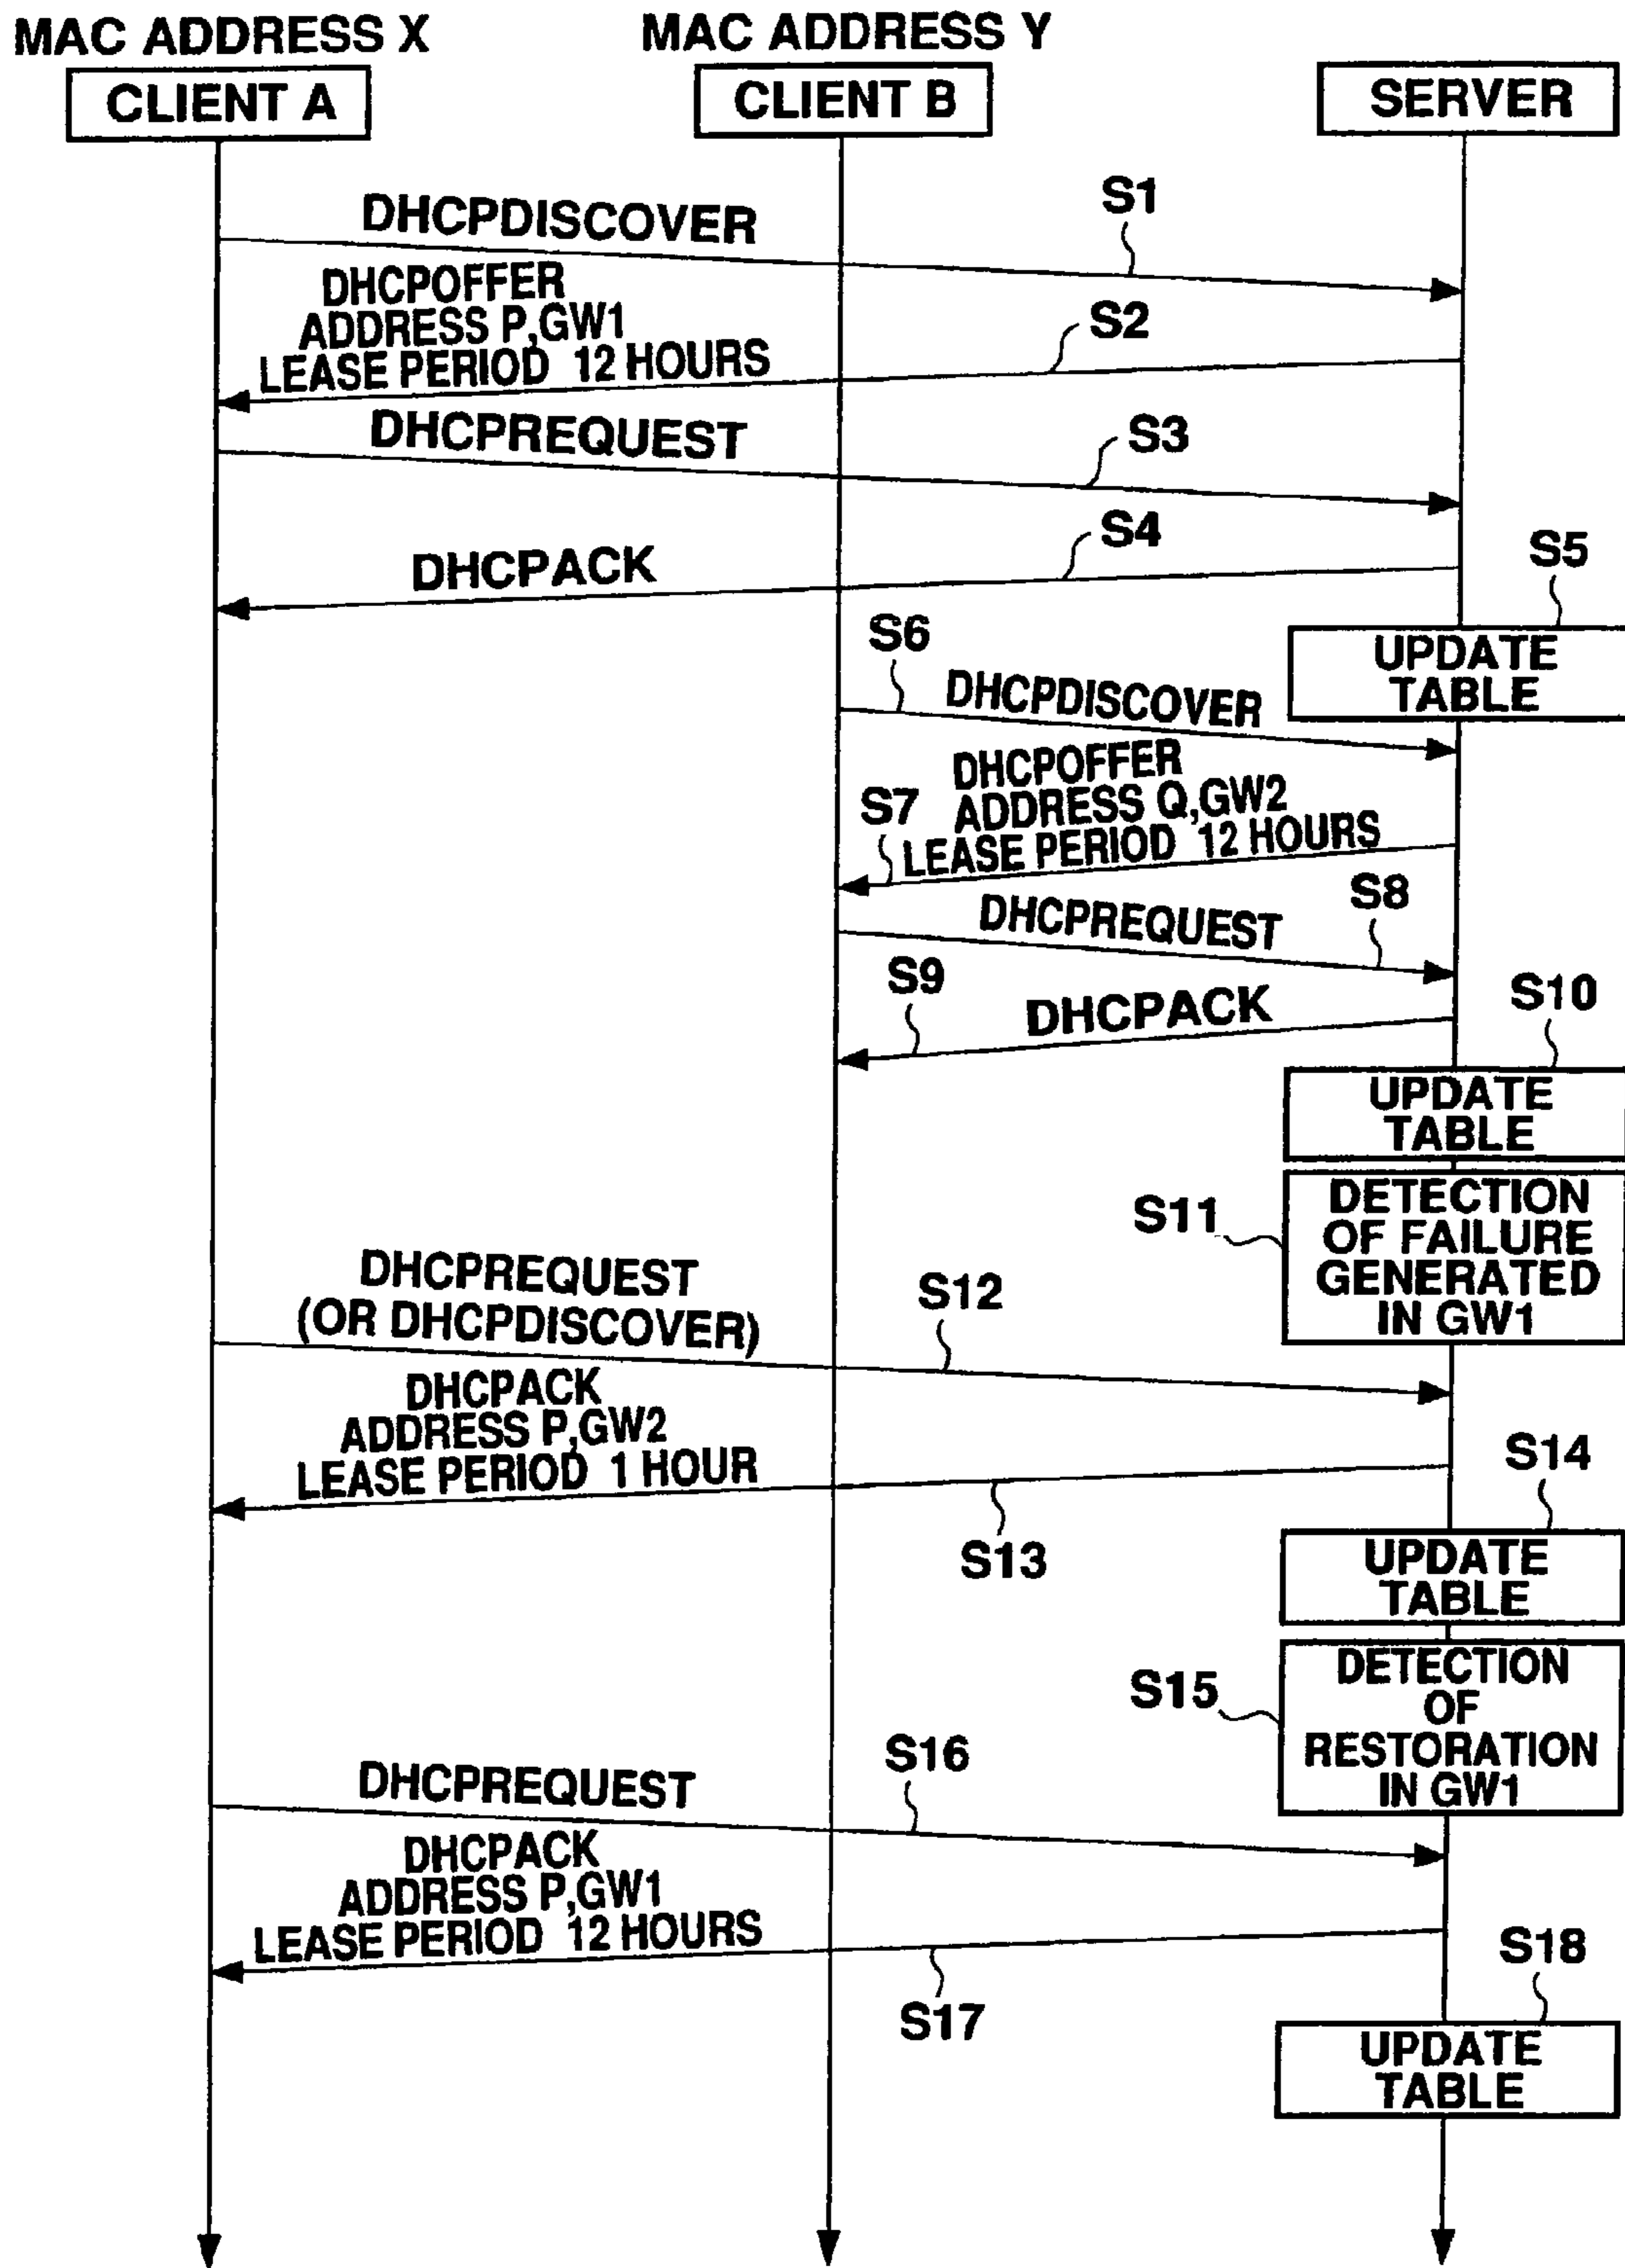 MAC ADDRESS X
MAC ADDRESS Y
CLIENT A
CLIENT B
SERVER
S1
DHCPDISCOVER
DHCPOFFER
ADDRESS P,GW1
LEASE PERIOD 12 HOURS
S2
DHCPREQUEST
S3
S4
DHCPACK
S5
UPDATE
TABLE
S6
DHCPDISCOVER
DHCPOFFER
ADDRESS Q,GW2
LEASE PERIOD 12 HOURS
S7
DHCPREQUEST
S8
S9
DHCPACK
S10
UPDATE
TABLE
S11
DETECTION
OF FAILURE
GENERATED
IN GW1
DHCPREQUEST
(OR DHCPDISCOVER)
S12
DHCPACK
ADDRESS P,GW2
LEASE PERIOD 1 HOUR
S13
S14
UPDATE
TABLE
S15
DETECTION
OF
RESTORATION
IN GW1
DHCPREQUEST
S16
DHCPACK
ADDRESS P,GW1
LEASE PERIOD 12 HOURS
S17
S18
UPDATE
TABLE